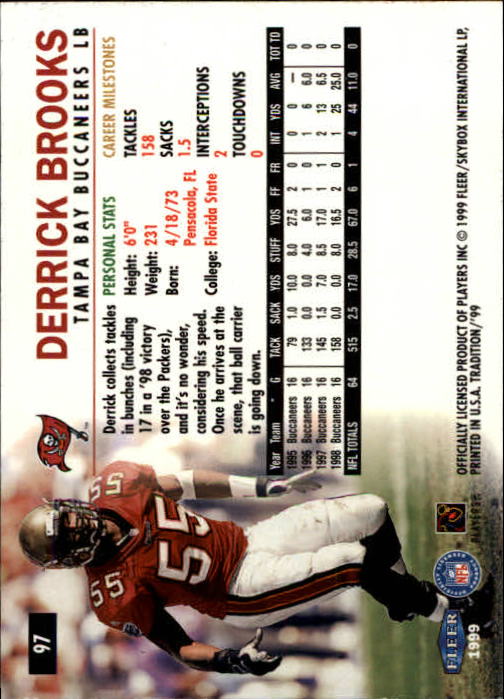 97
DERRICK BROOKS
TAMPA BAY BUCCANEERS LB
Derrick collects tackles
in bunches (including
17 in a '98 victory
over the Packers),
and it's no wonder,
considering his speed.
Once he arrives at the
scene, that ball carrier
is going down.
PERSONAL STATS
Height: 6'0"
Weight: 231
Born:
4/18/73
Pensacola, FL
College: Florida State
CAREER MILESTONES
TACKLES
158
SACKS
1.5
INTERCEPTIONS
2
TOUCHDOWNS
0
Year Team * G TACK SACK YDS STUFF YDS FF FR INT YDS AVG TOT TD
1995 Buccaneers 16 79 1.0 10.0 8.0 27.5 2 0 0 0 — 0
1996 Buccaneers 16 133 0.0 0.0 4.0 6.0 1 0 1 6 6.0 0
1997 Buccaneers 16 145 1.5 7.0 8.5 17.0 1 1 2 13 6.5 0
1998 Buccaneers 16 158 0.0 0.0 8.0 16.5 2 0 1 25 25.0 0
NFL TOTALS 64 515 2.5 17.0 28.5 67.0 6 1 4 44 11.0 0
OFFICIALLY LICENSED PRODUCT OF PLAYERS INC © 1999 FLEER/SKYBOX INTERNATIONAL LP,
PRINTED IN U.S.A. TRADITION/'99
55
55
NFL
FLEER
1999